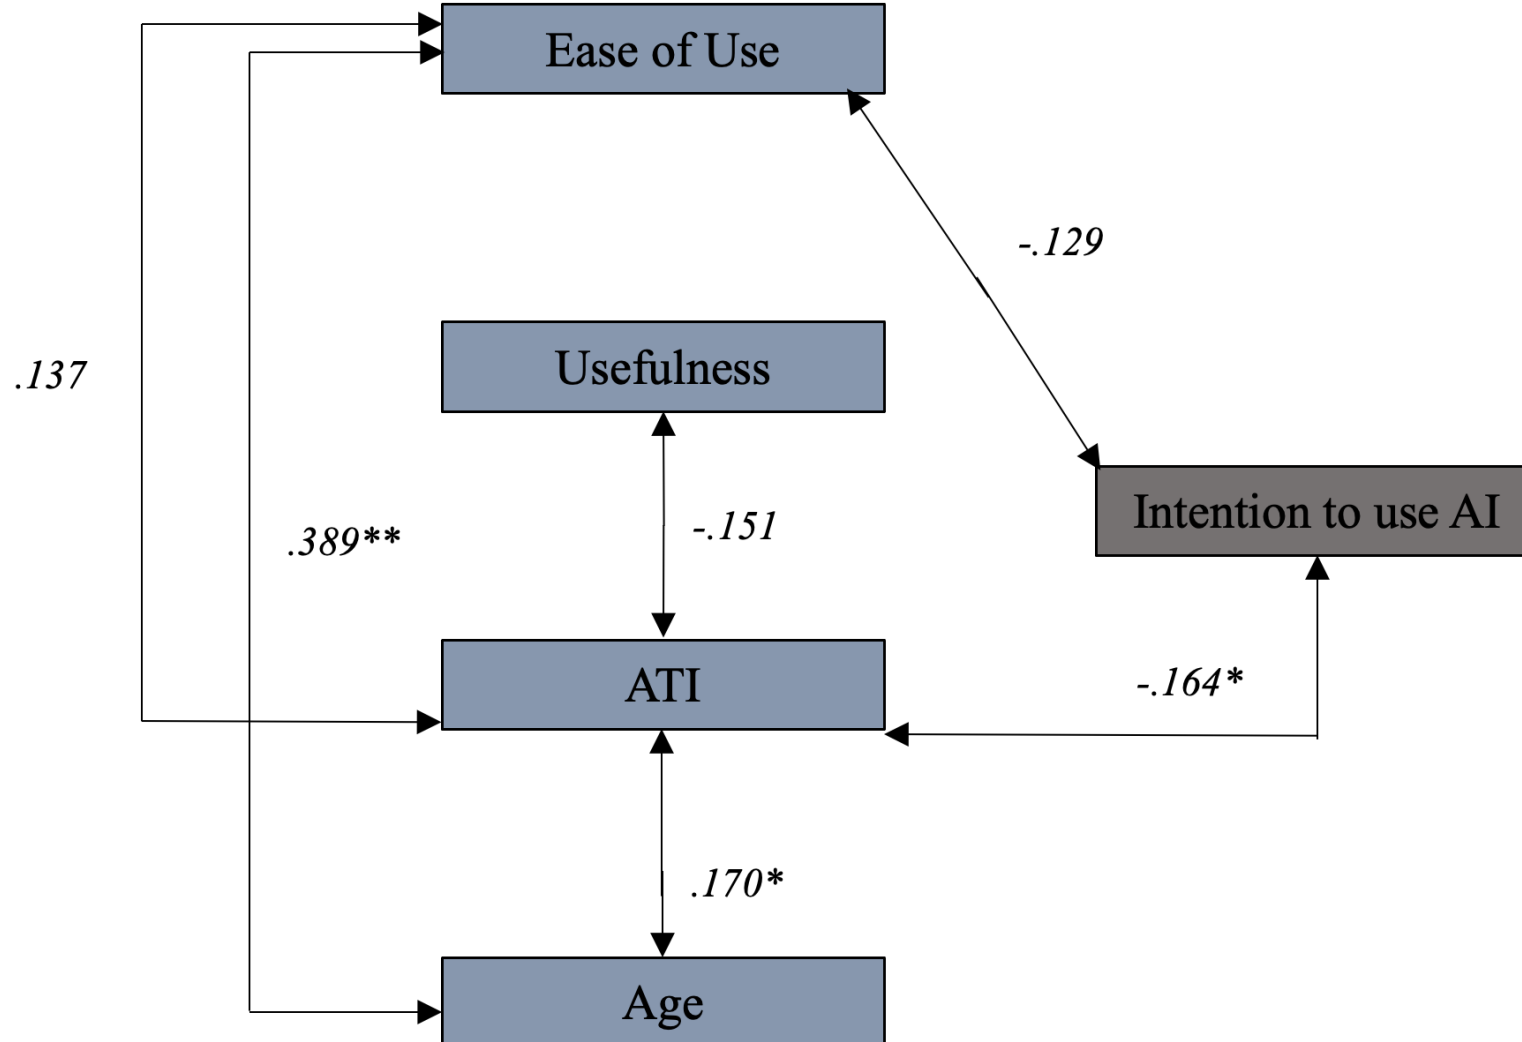 Ease of Use
-.129
Usefulness
.137
Intention to use AI
.389**
-.151
ATI
-.164*
.170*
Age